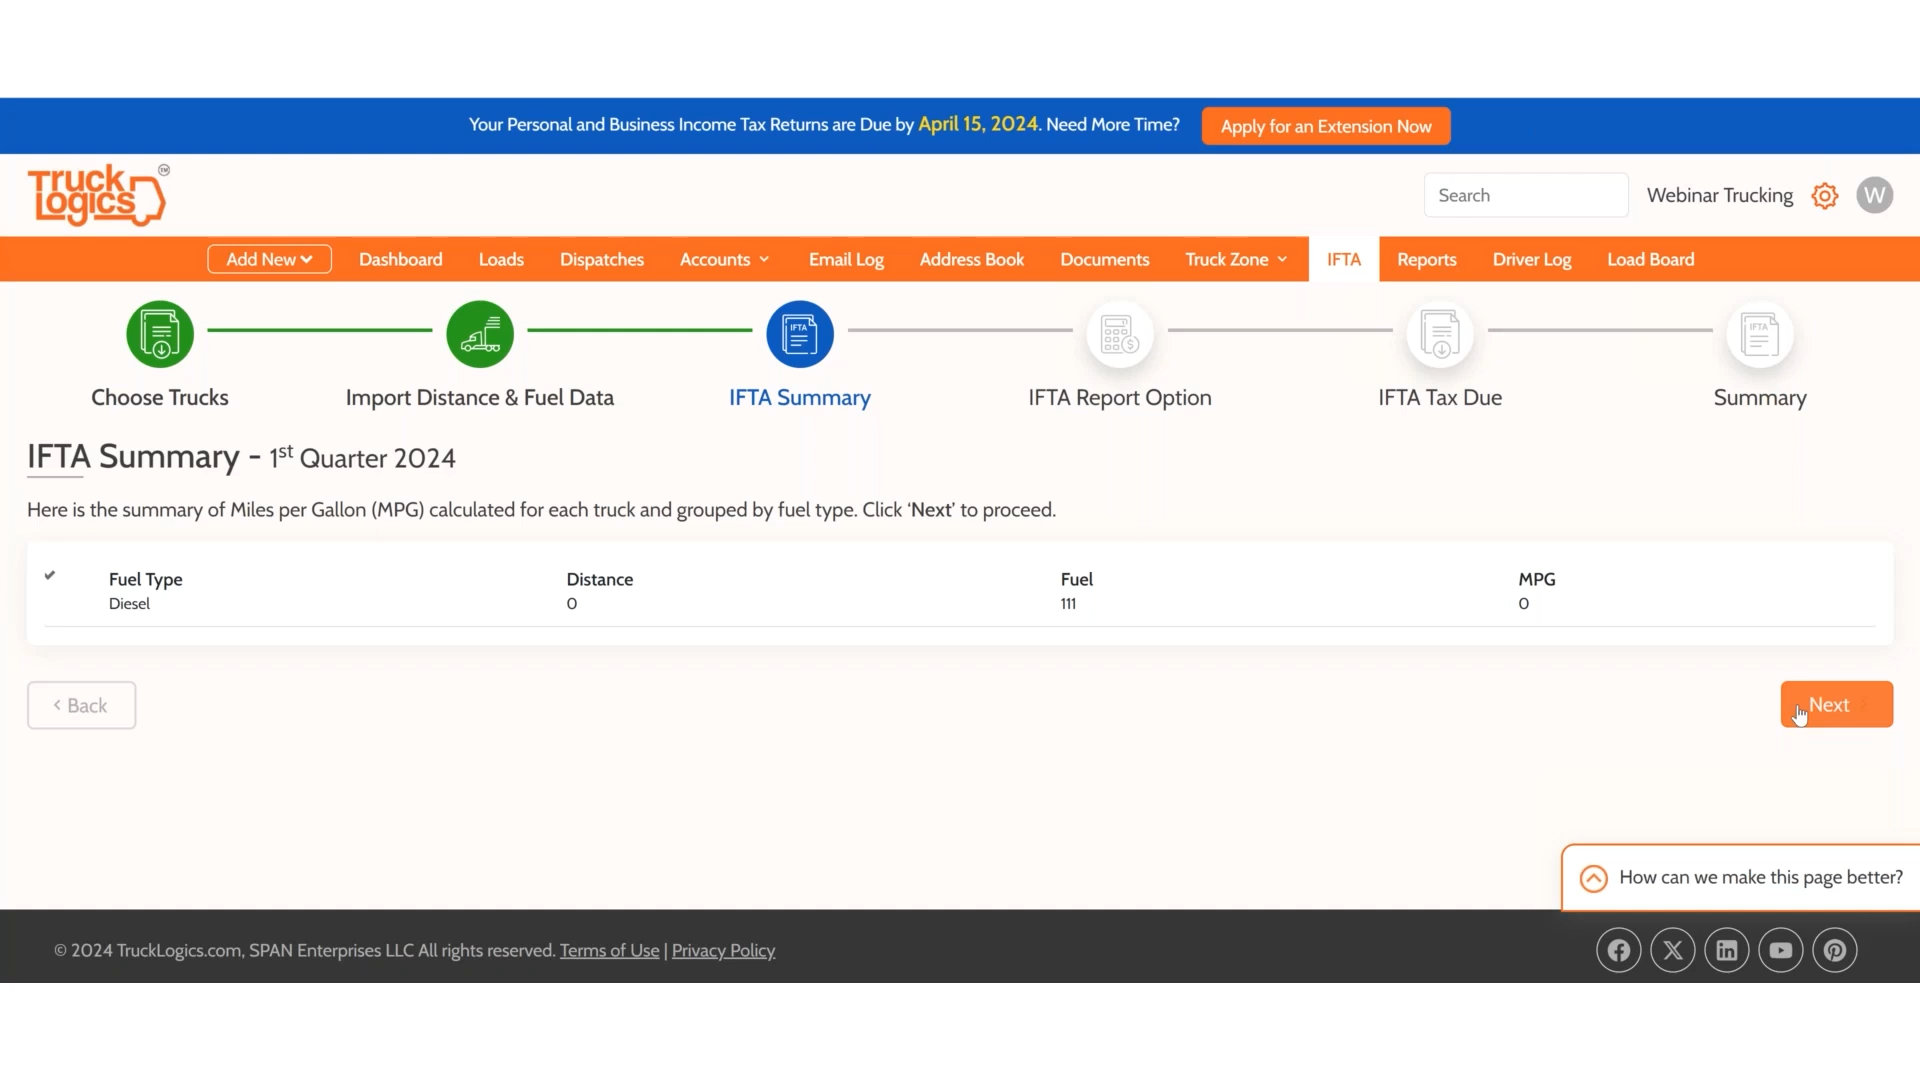 Your Personal and Business Income Tax Returns are Due by April 15, 2024. Need More Time? Apply for an Extension Now
Truck Logics TM
Search Webinar Trucking W
Add New Dashboard Loads Dispatches Accounts Email Log Address Book Documents Truck Zone IFTA Reports Driver Log Load Board
IFTA IFTA
Choose Trucks Import Distance & Fuel Data IFTA Summary IFTA Report Option IFTA Tax Due Summary
IFTA Summary - 1st Quarter 2024
Here is the summary of Miles per Gallon (MPG) calculated for each truck and grouped by fuel type. Click ‘Next’ to proceed.
Fuel Type Distance Fuel MPG
Diesel 0 111 0
< Back Next
How can we make this page better?
© 2024 TruckLogics.com, SPAN Enterprises LLC All rights reserved. Terms of Use | Privacy Policy